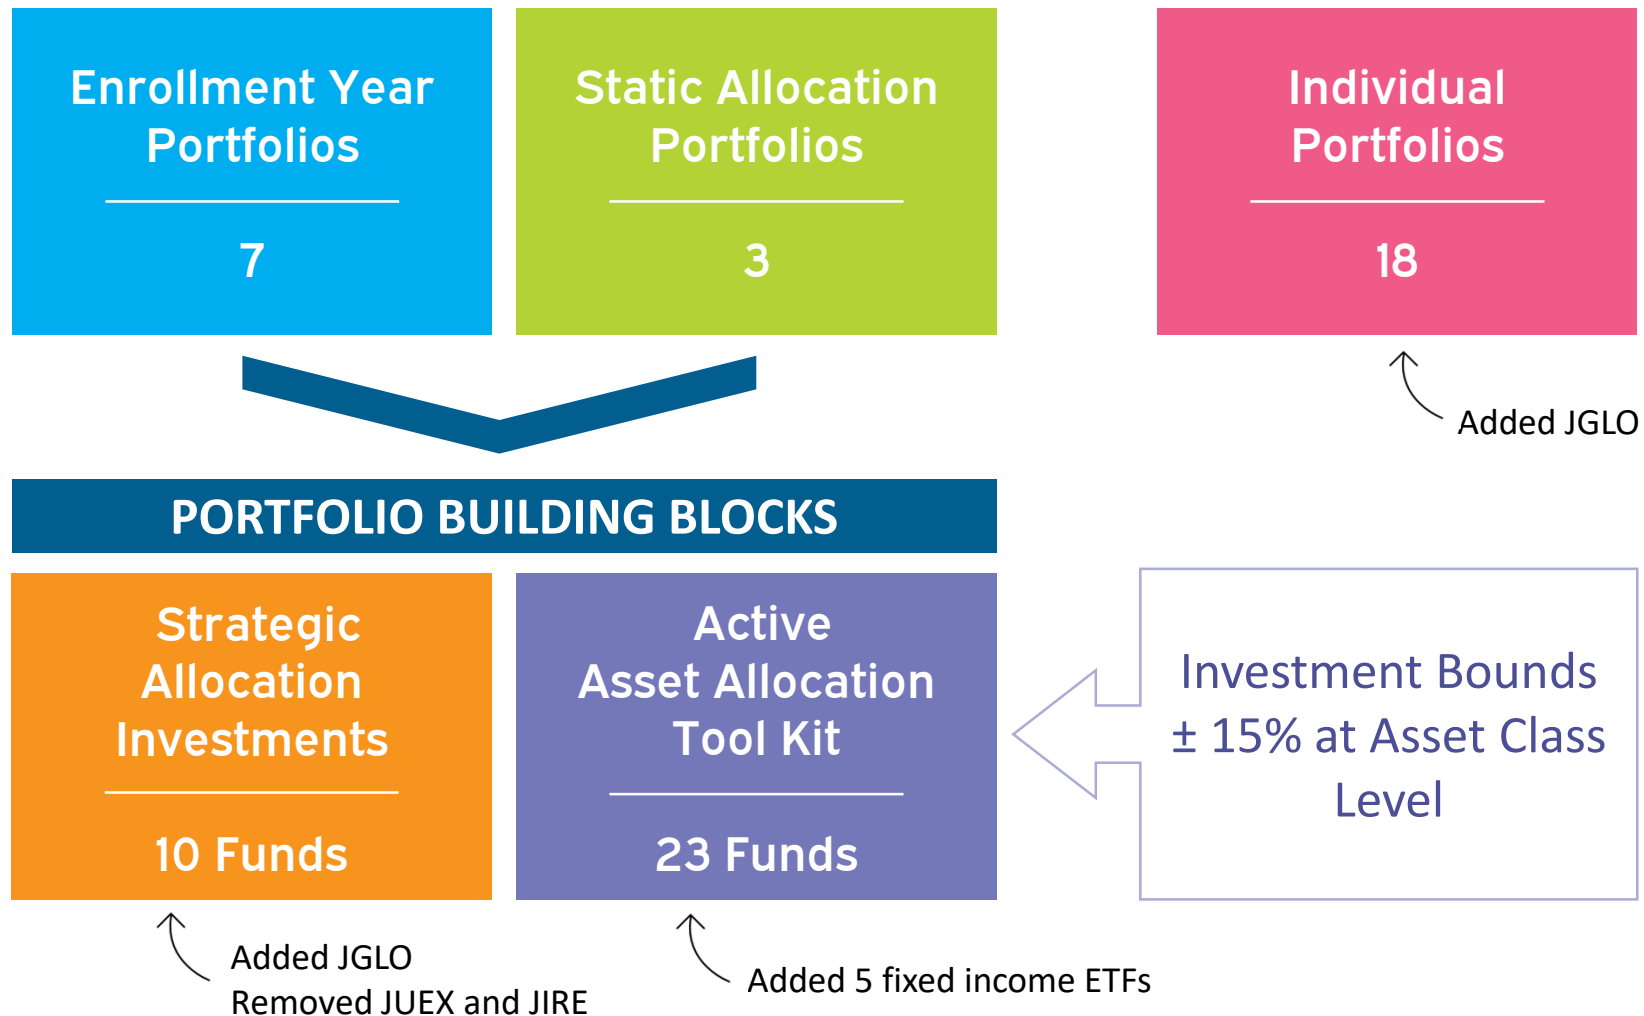 Enrollment Year
Portfolios
7
Static Allocation
Portfolios
3
Individual
Portfolios
18
Added JGLO
PORTFOLIO BUILDING BLOCKS
Strategic
Allocation
Investments
10 Funds
Active
Asset Allocation
Tool Kit
23 Funds
Investment Bounds
± 15% at Asset Class
Level
Added JGLO
Removed JUEX and JIRE
Added 5 fixed income ETFs